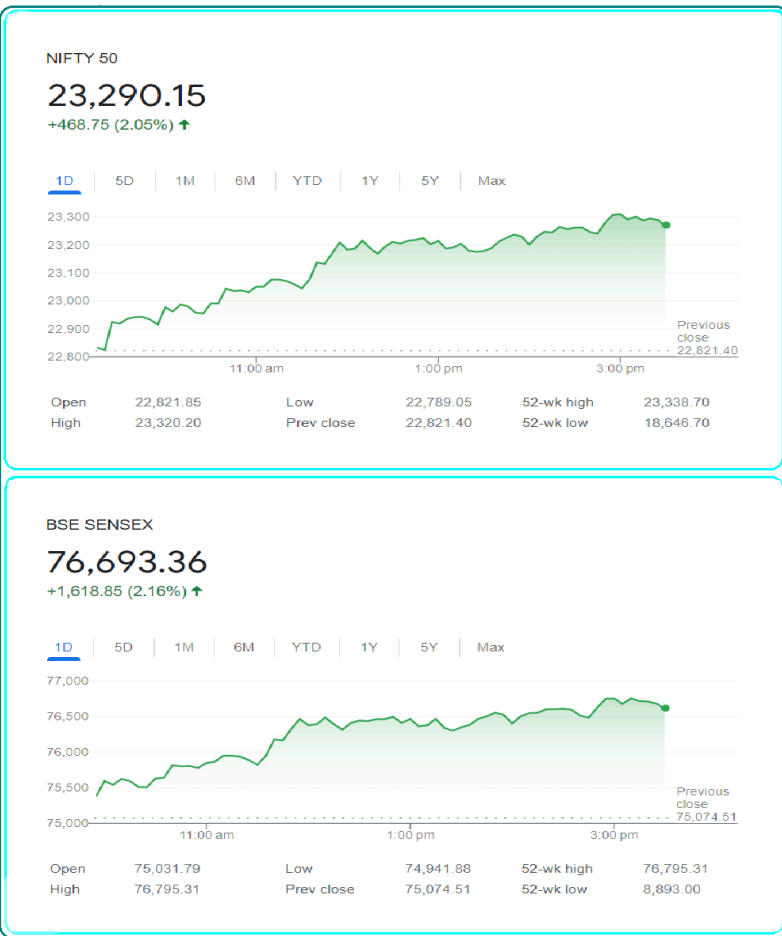 NIFTY 50
23,290.15
+468.75 (2.05%) ↑
1D 5D 1M 6M YTD 1Y 5Y Max
23,300
23,200
23,100
23,000
22,900
22,800
Previous
close
22,821.40
11:00 am 1:00 pm 3:00 pm
Open 22,821.85 Low 22,789.05 52-wk high 23,338.70
High 23,320.20 Prev close 22,821.40 52-wk low 18,646.70
BSE SENSEX
76,693.36
+1,618.85 (2.16%) ↑
1D 5D 1M 6M YTD 1Y 5Y Max
77,000
76,500
76,000
75,500
75,000
Previous
close
75,074.51
11:00 am 1:00 pm 3:00 pm
Open 75,031.79 Low 74,941.88 52-wk high 76,795.31
High 76,795.31 Prev close 75,074.51 52-wk low 8,893.00